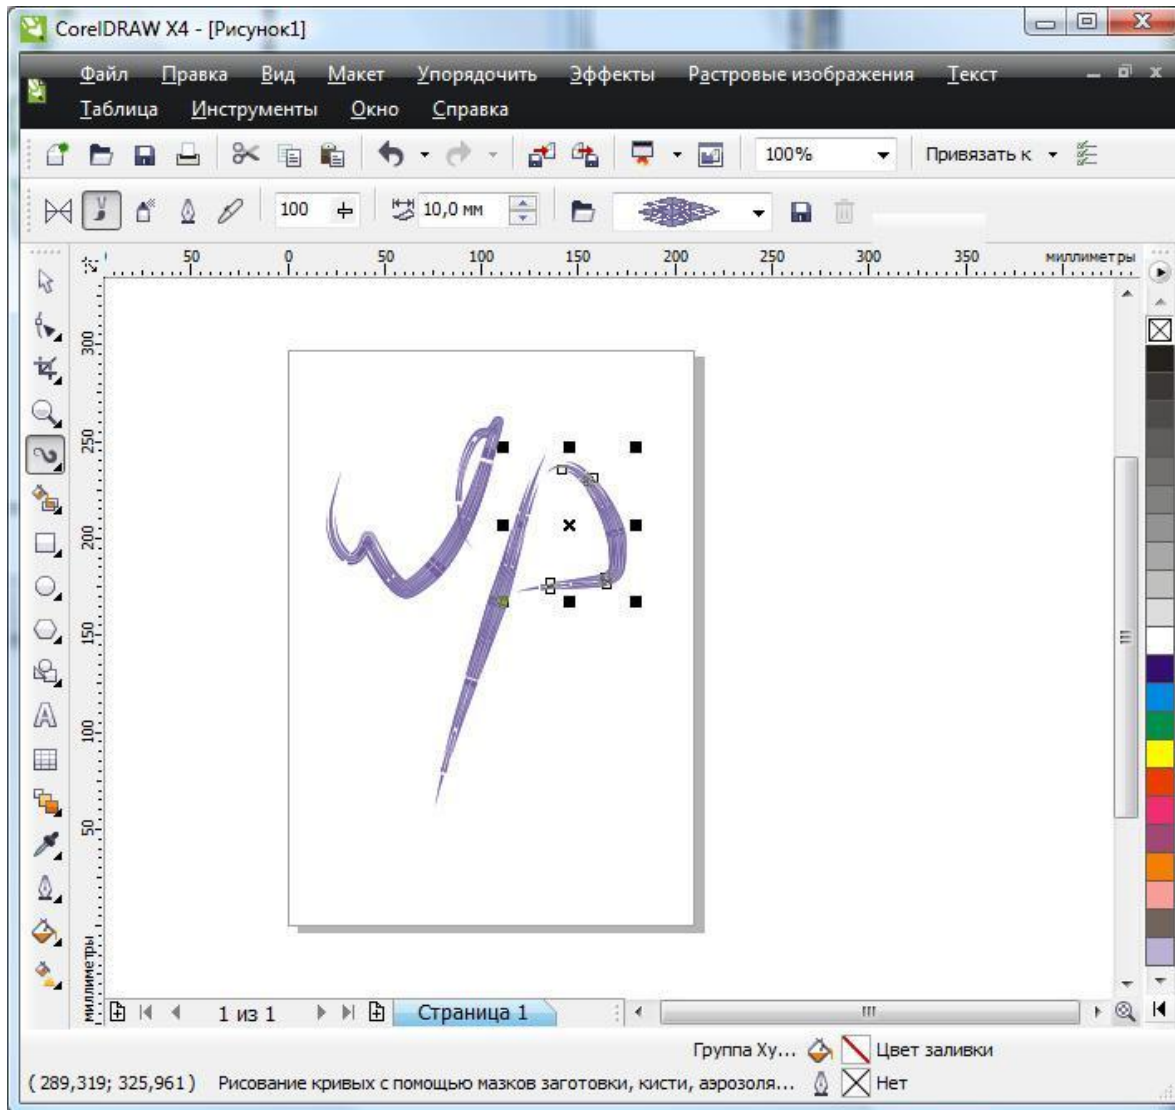 CorelDRAW X4 - [Рисунок1]
Файл Правка Вид Макет Упорядочить Эффекты Растровые изображения Текст
Таблица Инструменты Окно Справка
100% Привязать к
100 10,0 мм
50 0 50 100 150 200 250 300 350 миллиметры
300
250
200
150
100
50
миллиметры
1 из 1 Страница 1
Группа Ху... Цвет заливки
( 289,319; 325,961 ) Рисование кривых с помощью мазков заготовки, кисти, аэрозоля... Нет